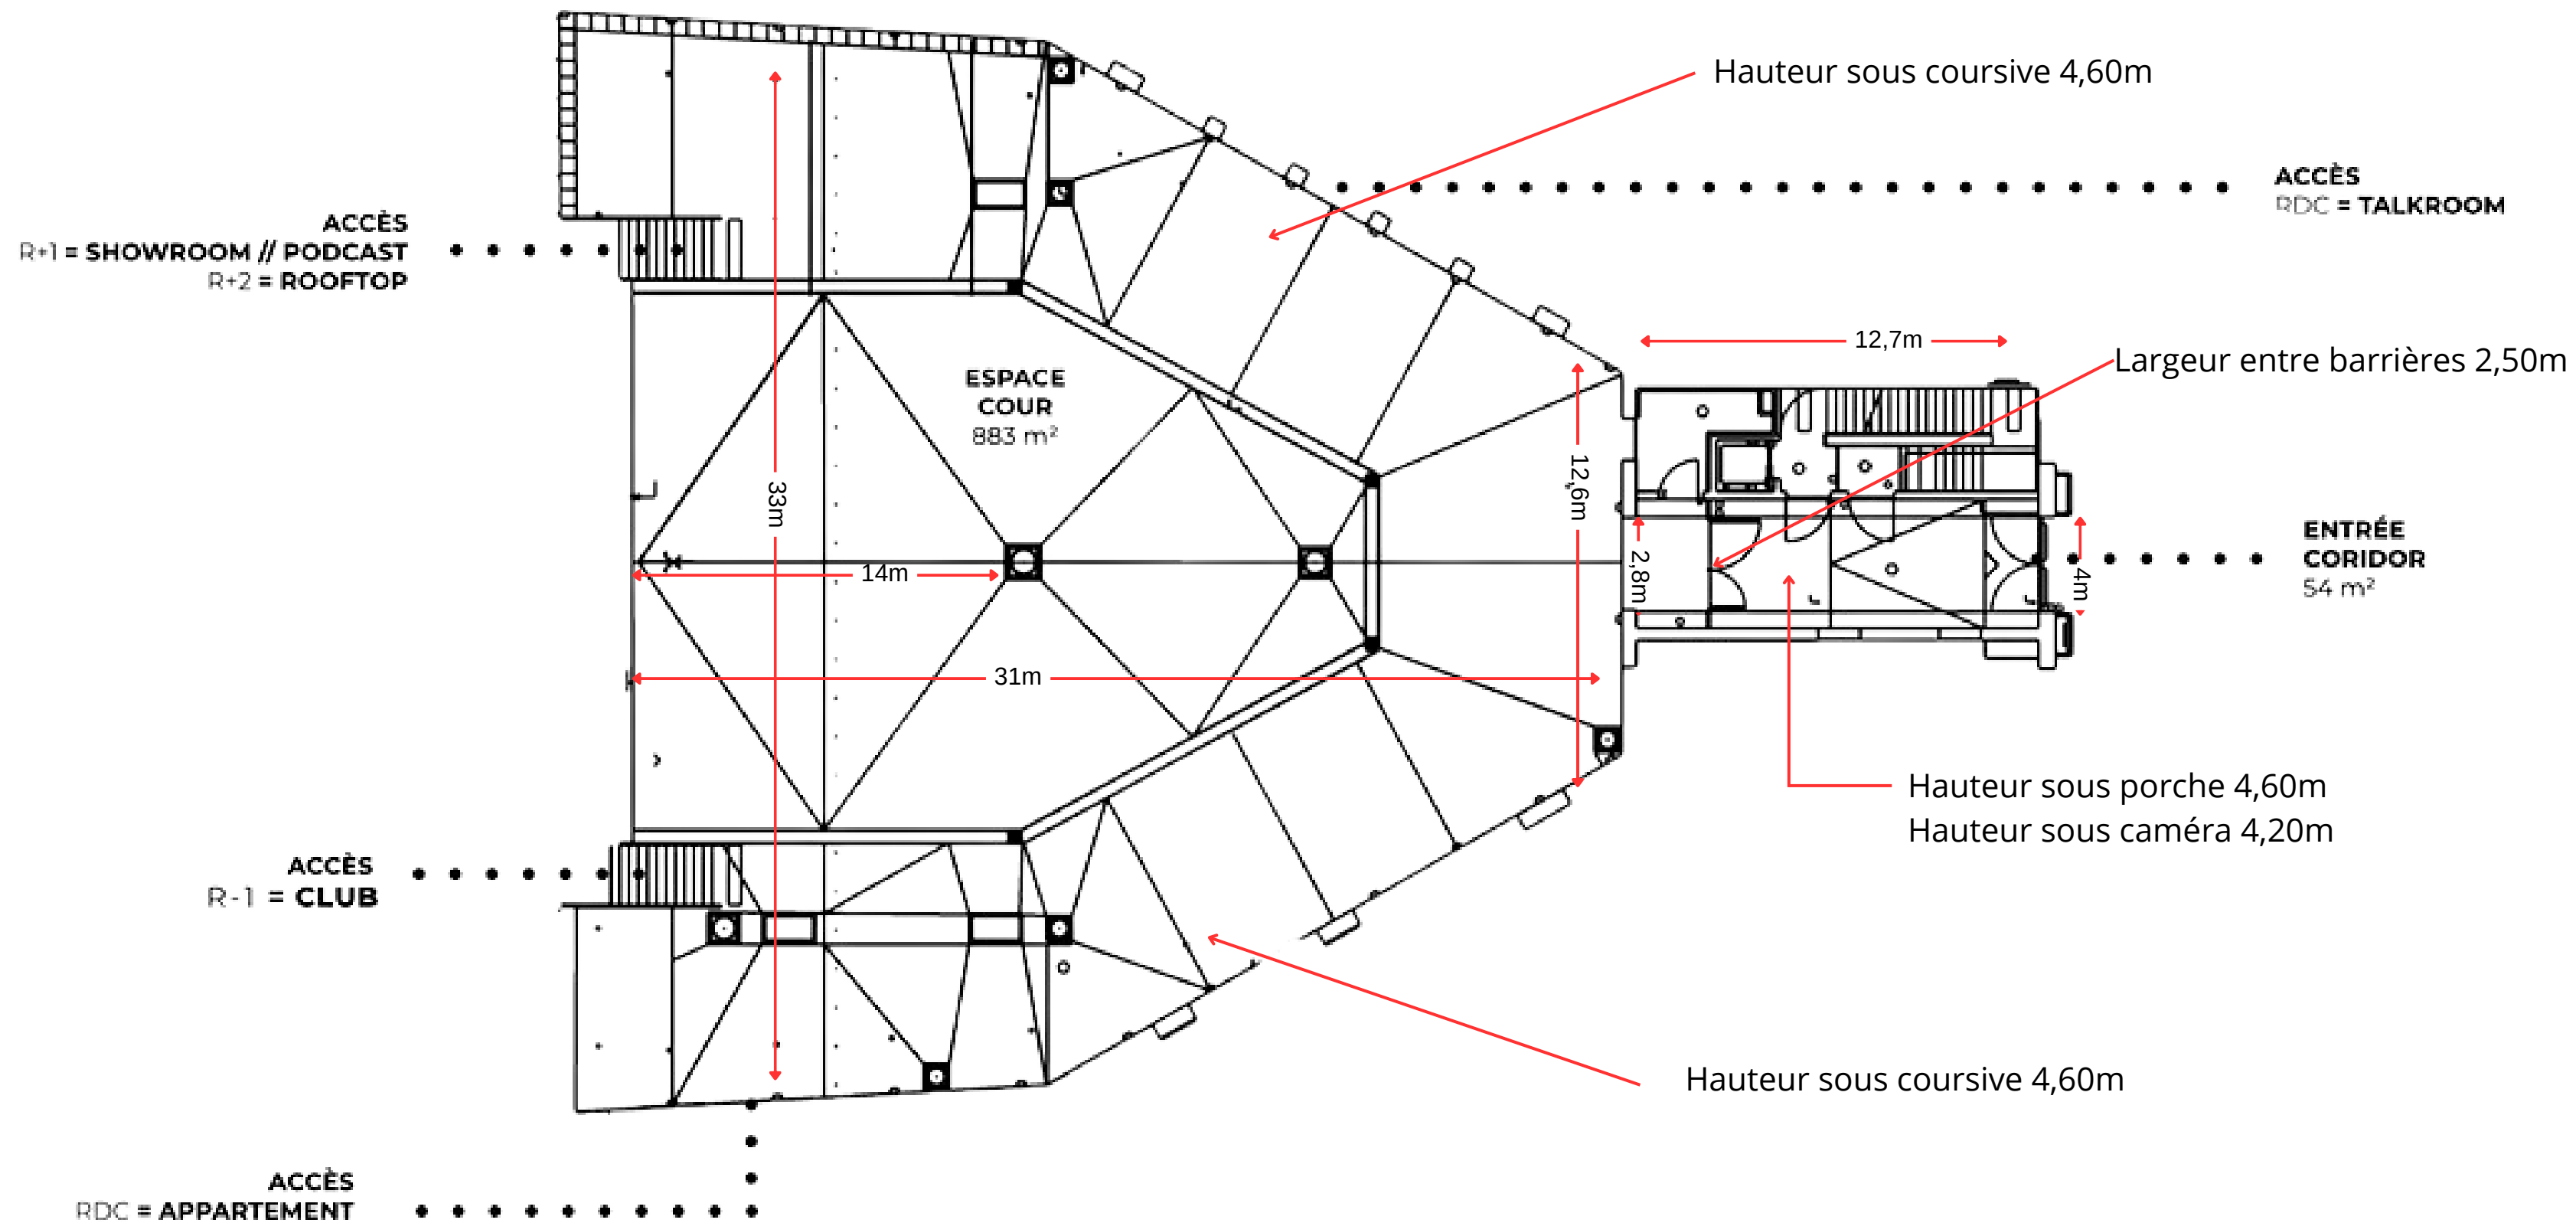 Hauteur sous coursive 4,60m
ACCÈS
RDC = TALKROOM
ACCÈS
R+1 = SHOWROOM // PODCAST
R+2 = ROOFTOP
12,7m
Largeur entre barrières 2,50m
ESPACE
COUR
883 m²
33m
12,6m
14m
2,8m
4m
ENTRÉE
CORIDOR
54 m²
31m
Hauteur sous porche 4,60m
Hauteur sous caméra 4,20m
ACCÈS
R-1 = CLUB
Hauteur sous coursive 4,60m
ACCÈS
RDC = APPARTEMENT